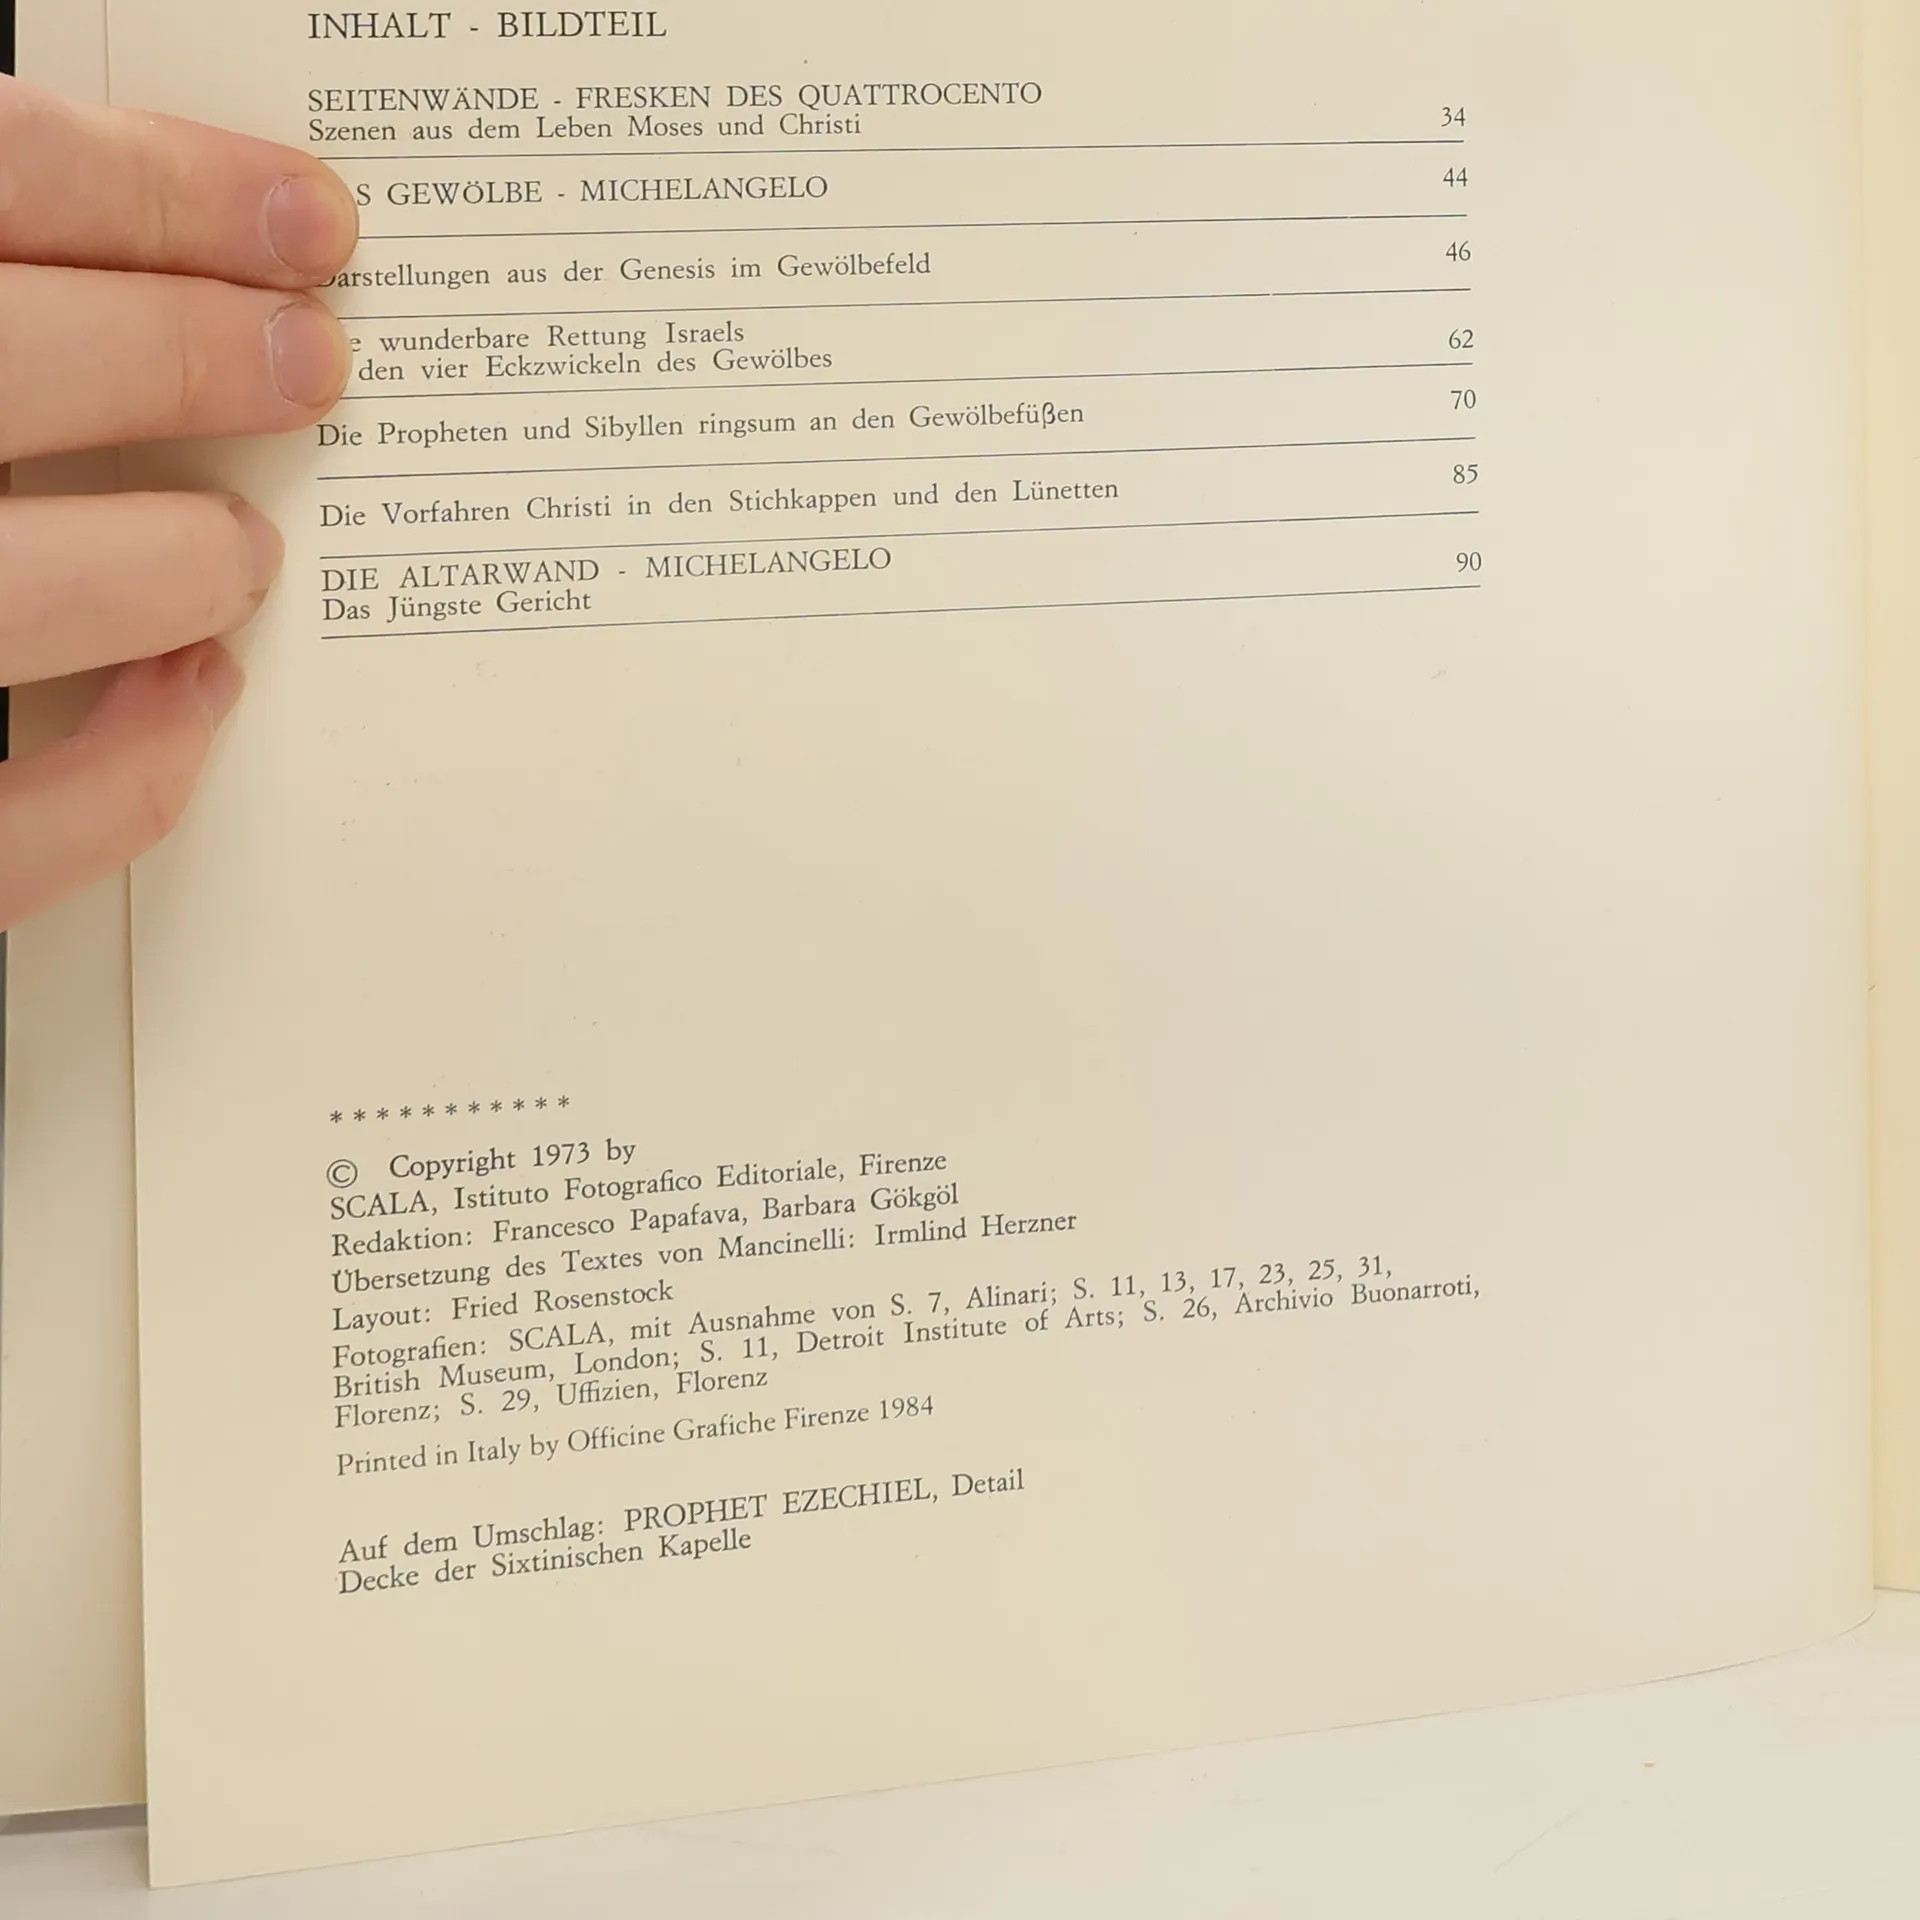 INHALT - BILDTEIL
SEITENWÄNDE - FRESKEN DES QUATTROCENTO
Szenen aus dem Leben Moses und Christi 34
S GEWÖLBE - MICHELANGELO 44
Darstellungen aus der Genesis im Gewölbefeld 46
e wunderbare Rettung Israels
den vier Eckzwickeln des Gewölbes 62
Die Propheten und Sibyllen ringsum an den Gewölbefüßen 70
Die Vorfahren Christi in den Stichkappen und den Lünetten 85
DIE ALTARWAND - MICHELANGELO
Das Jüngste Gericht 90
* * * * * * * * * * *
© Copyright 1973 by
SCALA, Istituto Fotografico Editoriale, Firenze
Redaktion: Francesco Papafava, Barbara Gökgöl
Übersetzung des Textes von Mancinelli: Irmlind Herzner
Layout: Fried Rosenstock
Fotografien: SCALA, mit Ausnahme von S. 7, Alinari; S. 11, 13, 17, 23, 25, 31,
British Museum, London; S. 11, Detroit Institute of Arts; S. 26, Archivio Buonarroti,
Florenz; S. 29, Uffizien, Florenz
Printed in Italy by Officine Grafiche Firenze 1984
Auf dem Umschlag: PROPHET EZECHIEL, Detail
Decke der Sixtinischen Kapelle